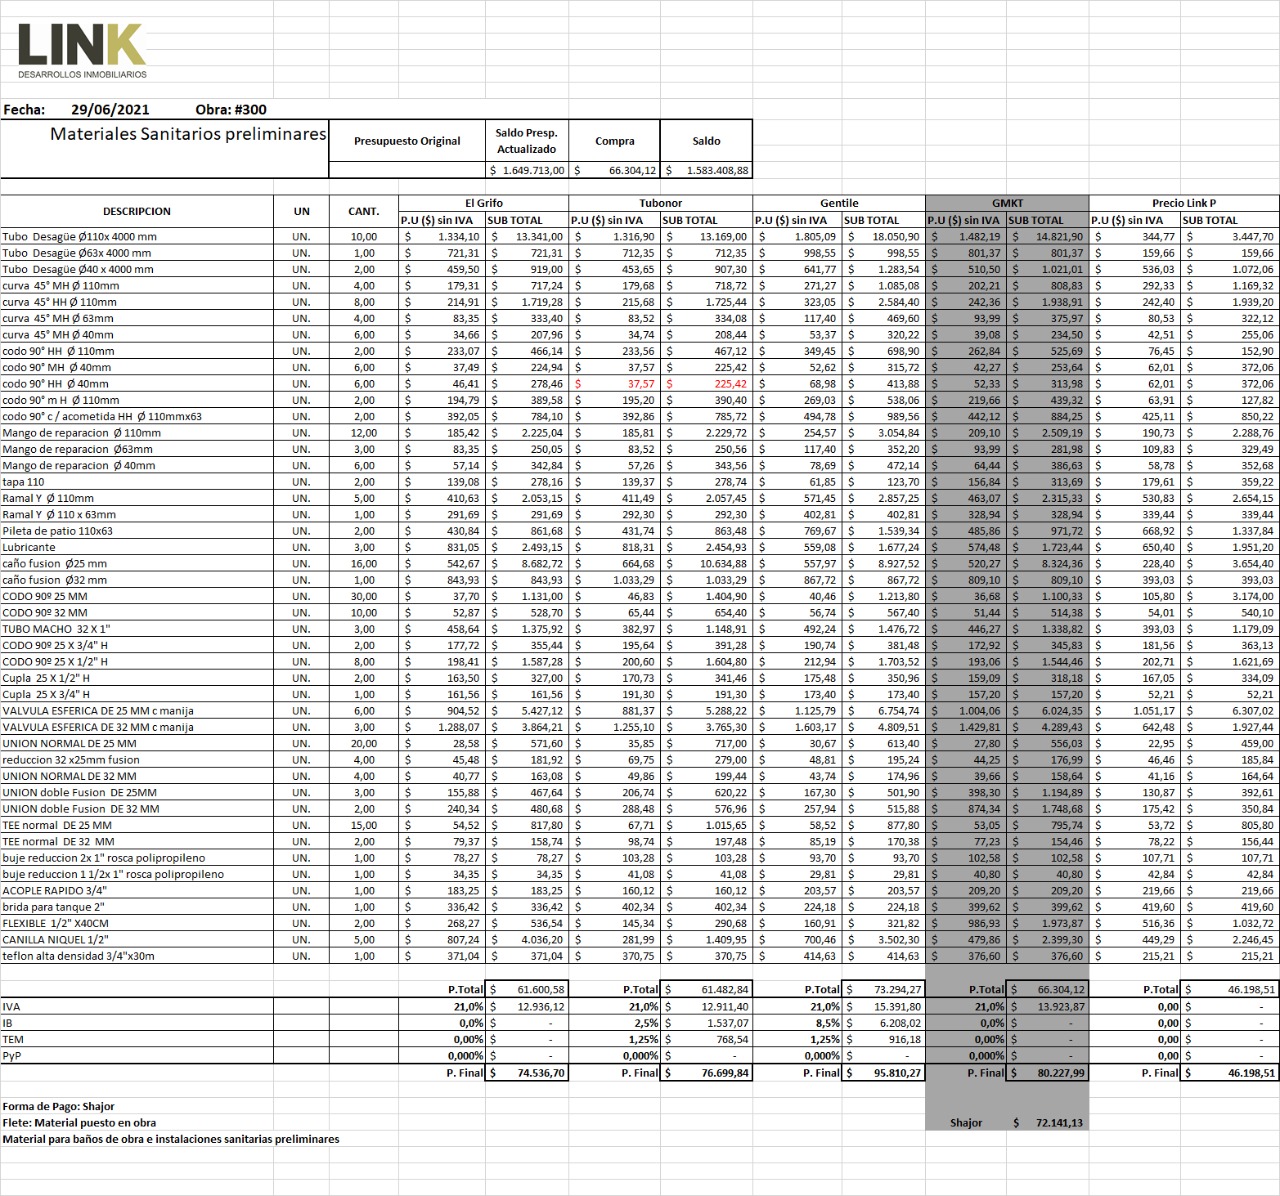 LINK
DESARROLLOS INMOBILIARIOS
Fecha: 29/06/2021 Obra: #300
Materiales Sanitarios preliminares Presupuesto Original Saldo Presp. Actualizado Compra Saldo
$ 1.649.713,00 $ 66.304,12 $ 1.583.408,88
DESCRIPCION UN CANT. El Grifo Tubonor Gentile GMKT Precio Link P
P.U ($) sin IVA SUB TOTAL P.U ($) sin IVA SUB TOTAL P.U ($) sin IVA SUB TOTAL P.U ($) sin IVA SUB TOTAL P.U ($) sin IVA SUB TOTAL
Tubo Desagüe Ø110x 4000 mm UN. 10,00 $ 1.334,10 $ 13.341,00 $ 1.316,90 $ 13.169,00 $ 1.805,09 $ 18.050,90 $ 1.482,19 $ 14.821,90 $ 344,77 $ 3.447,70
Tubo Desagüe Ø63x 4000 mm UN. 1,00 $ 721,31 $ 721,31 $ 712,35 $ 712,35 $ 998,55 $ 998,55 $ 801,37 $ 801,37 $ 159,66 $ 159,66
Tubo Desagüe Ø40 x 4000 mm UN. 2,00 $ 459,50 $ 919,00 $ 453,65 $ 907,30 $ 641,77 $ 1.283,54 $ 510,50 $ 1.021,01 $ 536,03 $ 1.072,06
curva 45° MH Ø 110mm UN. 4,00 $ 179,31 $ 717,24 $ 179,68 $ 718,72 $ 271,27 $ 1.085,08 $ 202,21 $ 808,83 $ 292,33 $ 1.169,32
curva 45° HH Ø 110mm UN. 8,00 $ 214,91 $ 1.719,28 $ 215,68 $ 1.725,44 $ 323,05 $ 2.584,40 $ 242,36 $ 1.938,91 $ 242,40 $ 1.939,20
curva 45° MH Ø 63mm UN. 4,00 $ 83,35 $ 333,40 $ 83,52 $ 334,08 $ 117,40 $ 469,60 $ 93,99 $ 375,97 $ 80,53 $ 322,12
curva 45° MH Ø 40mm UN. 6,00 $ 34,66 $ 207,96 $ 34,74 $ 208,44 $ 53,37 $ 320,22 $ 39,08 $ 234,50 $ 42,51 $ 255,06
codo 90° HH Ø 110mm UN. 2,00 $ 233,07 $ 466,14 $ 233,56 $ 467,12 $ 349,45 $ 698,90 $ 262,84 $ 525,69 $ 76,45 $ 152,90
codo 90° MH Ø 40mm UN. 6,00 $ 37,49 $ 224,94 $ 37,57 $ 225,42 $ 52,62 $ 315,72 $ 42,27 $ 253,64 $ 62,01 $ 372,06
codo 90° HH Ø 40mm UN. 6,00 $ 46,41 $ 278,46 $ 37,57 $ 225,42 $ 68,98 $ 413,88 $ 52,33 $ 313,98 $ 62,01 $ 372,06
codo 90° m H Ø 110mm UN. 2,00 $ 194,79 $ 389,58 $ 195,20 $ 390,40 $ 269,03 $ 538,06 $ 219,66 $ 439,32 $ 63,91 $ 127,82
codo 90° c / acometida HH Ø 110mmx63 UN. 2,00 $ 392,05 $ 784,10 $ 392,86 $ 785,72 $ 494,78 $ 989,56 $ 442,12 $ 884,25 $ 425,11 $ 850,22
Mango de reparacion Ø 110mm UN. 12,00 $ 185,42 $ 2.225,04 $ 185,81 $ 2.229,72 $ 254,57 $ 3.054,84 $ 209,10 $ 2.509,19 $ 190,73 $ 2.288,76
Mango de reparacion Ø63mm UN. 3,00 $ 83,35 $ 250,05 $ 83,52 $ 250,56 $ 117,40 $ 352,20 $ 93,99 $ 281,98 $ 109,83 $ 329,49
Mango de reparacion Ø 40mm UN. 6,00 $ 57,14 $ 342,84 $ 57,26 $ 343,56 $ 78,69 $ 472,14 $ 64,44 $ 386,63 $ 58,78 $ 352,68
tapa 110 UN. 2,00 $ 139,08 $ 278,16 $ 139,37 $ 278,74 $ 61,85 $ 123,70 $ 156,84 $ 313,69 $ 179,61 $ 359,22
Ramal Y Ø 110mm UN. 5,00 $ 410,63 $ 2.053,15 $ 411,49 $ 2.057,45 $ 571,45 $ 2.857,25 $ 463,07 $ 2.315,33 $ 530,83 $ 2.654,15
Ramal Y Ø 110 x 63mm UN. 1,00 $ 291,69 $ 291,69 $ 292,30 $ 292,30 $ 402,81 $ 402,81 $ 328,94 $ 328,94 $ 339,44 $ 339,44
Pileta de patio 110x63 UN. 2,00 $ 430,84 $ 861,68 $ 431,74 $ 863,48 $ 769,67 $ 1.539,34 $ 485,86 $ 971,72 $ 668,92 $ 1.337,84
Lubricante UN. 3,00 $ 831,05 $ 2.493,15 $ 818,31 $ 2.454,93 $ 559,08 $ 1.677,24 $ 574,48 $ 1.723,44 $ 650,40 $ 1.951,20
caño fusion Ø25 mm UN. 16,00 $ 542,67 $ 8.682,72 $ 664,68 $ 10.634,88 $ 557,97 $ 8.927,52 $ 520,27 $ 8.324,36 $ 228,40 $ 3.654,40
caño fusion Ø32 mm UN. 1,00 $ 843,93 $ 843,93 $ 1.033,29 $ 1.033,29 $ 867,72 $ 867,72 $ 809,10 $ 809,10 $ 393,03 $ 393,03
CODO 90º 25 MM UN. 30,00 $ 37,70 $ 1.131,00 $ 46,83 $ 1.404,90 $ 40,46 $ 1.213,80 $ 36,68 $ 1.100,33 $ 105,80 $ 3.174,00
CODO 90º 32 MM UN. 10,00 $ 52,87 $ 528,70 $ 65,44 $ 654,40 $ 56,74 $ 567,40 $ 51,44 $ 514,38 $ 54,01 $ 540,10
TUBO MACHO 32 X 1" UN. 3,00 $ 458,64 $ 1.375,92 $ 382,97 $ 1.148,91 $ 492,24 $ 1.476,72 $ 446,27 $ 1.338,82 $ 393,03 $ 1.179,09
CODO 90º 25 X 3/4" H UN. 2,00 $ 177,72 $ 355,44 $ 195,64 $ 391,28 $ 190,74 $ 381,48 $ 172,92 $ 345,83 $ 181,56 $ 363,13
CODO 90º 25 X 1/2" H UN. 8,00 $ 198,41 $ 1.587,28 $ 200,60 $ 1.604,80 $ 212,94 $ 1.703,52 $ 193,06 $ 1.544,46 $ 202,71 $ 1.621,69
Cupla 25 X 1/2" H UN. 2,00 $ 163,50 $ 327,00 $ 170,73 $ 341,46 $ 175,48 $ 350,96 $ 159,09 $ 318,18 $ 167,05 $ 334,09
Cupla 25 X 3/4" H UN. 1,00 $ 161,56 $ 161,56 $ 191,30 $ 191,30 $ 173,40 $ 173,40 $ 157,20 $ 157,20 $ 52,21 $ 52,21
VALVULA ESFERICA DE 25 MM c manija UN. 6,00 $ 904,52 $ 5.427,12 $ 881,37 $ 5.288,22 $ 1.125,79 $ 6.754,74 $ 1.004,06 $ 6.024,35 $ 1.051,17 $ 6.307,02
VALVULA ESFERICA DE 32 MM c manija UN. 3,00 $ 1.288,07 $ 3.864,21 $ 1.255,10 $ 3.765,30 $ 1.603,17 $ 4.809,51 $ 1.429,81 $ 4.289,43 $ 642,48 $ 1.927,44
UNION NORMAL DE 25 MM UN. 20,00 $ 28,58 $ 571,60 $ 35,85 $ 717,00 $ 30,67 $ 613,40 $ 27,80 $ 556,03 $ 22,95 $ 459,00
reduccion 32 x25mm fusion UN. 4,00 $ 45,48 $ 181,92 $ 69,75 $ 279,00 $ 48,81 $ 195,24 $ 44,25 $ 176,99 $ 46,46 $ 185,84
UNION NORMAL DE 32 MM UN. 4,00 $ 40,77 $ 163,08 $ 49,86 $ 199,44 $ 43,74 $ 174,96 $ 39,66 $ 158,64 $ 41,16 $ 164,64
UNION doble Fusion DE 25MM UN. 3,00 $ 155,88 $ 467,64 $ 206,74 $ 620,22 $ 167,30 $ 501,90 $ 398,30 $ 1.194,89 $ 130,87 $ 392,61
UNION doble Fusion DE 32 MM UN. 2,00 $ 240,34 $ 480,68 $ 288,48 $ 576,96 $ 257,94 $ 515,88 $ 874,34 $ 1.748,68 $ 175,42 $ 350,84
TEE normal DE 25 MM UN. 15,00 $ 54,52 $ 817,80 $ 67,71 $ 1.015,65 $ 58,52 $ 877,80 $ 53,05 $ 795,74 $ 53,72 $ 805,80
TEE normal DE 32 MM UN. 2,00 $ 79,37 $ 158,74 $ 98,74 $ 197,48 $ 85,19 $ 170,38 $ 77,23 $ 154,46 $ 78,22 $ 156,44
buje reduccion 2x 1" rosca polipropileno UN. 1,00 $ 78,27 $ 78,27 $ 103,28 $ 103,28 $ 93,70 $ 93,70 $ 102,58 $ 102,58 $ 107,71 $ 107,71
buje reduccion 1 1/2x 1" rosca polipropileno UN. 1,00 $ 34,35 $ 34,35 $ 41,08 $ 41,08 $ 29,81 $ 29,81 $ 40,80 $ 40,80 $ 42,84 $ 42,84
ACOPLE RAPIDO 3/4" UN. 1,00 $ 183,25 $ 183,25 $ 160,12 $ 160,12 $ 203,57 $ 203,57 $ 209,20 $ 209,20 $ 219,66 $ 219,66
brida para tanque 2" UN. 1,00 $ 336,42 $ 336,42 $ 402,34 $ 402,34 $ 224,18 $ 224,18 $ 399,62 $ 399,62 $ 419,60 $ 419,60
FLEXIBLE 1/2" X40CM UN. 2,00 $ 268,27 $ 536,54 $ 145,34 $ 290,68 $ 160,91 $ 321,82 $ 986,93 $ 1.973,87 $ 516,36 $ 1.032,72
CANILLA NIQUEL 1/2" UN. 5,00 $ 807,24 $ 4.036,20 $ 281,99 $ 1.409,95 $ 700,46 $ 3.502,30 $ 479,86 $ 2.399,30 $ 449,29 $ 2.246,45
teflon alta densidad 3/4"x30m UN. 1,00 $ 371,04 $ 371,04 $ 370,75 $ 370,75 $ 414,63 $ 414,63 $ 376,60 $ 376,60 $ 215,21 $ 215,21
P.Total $ 61.600,58 P.Total $ 61.482,84 P.Total $ 73.294,27 P.Total $ 66.304,12 P.Total $ 46.198,51
IVA 21,0% $ 12.936,12 21,0% $ 12.911,40 21,0% $ 15.391,80 21,0% $ 13.923,87 0,00 $ -
IB 0,0% $ - 2,5% $ 1.537,07 8,5% $ 6.208,02 0,0% $ - 0,00 $ -
TEM 0,00% $ - 1,25% $ 768,54 1,25% $ 916,18 0,00% $ - 0,00 $ -
PyP 0,000% $ - 0,000% $ - 0,000% $ - 0,000% $ - 0,00 $ -
P. Final $ 74.536,70 P. Final $ 76.699,84 P. Final $ 95.810,27 P. Final $ 80.227,99 P. Final $ 46.198,51
Forma de Pago: Shajor
Flete: Material puesto en obra Shajor $ 72.141,13
Material para baños de obra e instalaciones sanitarias preliminares